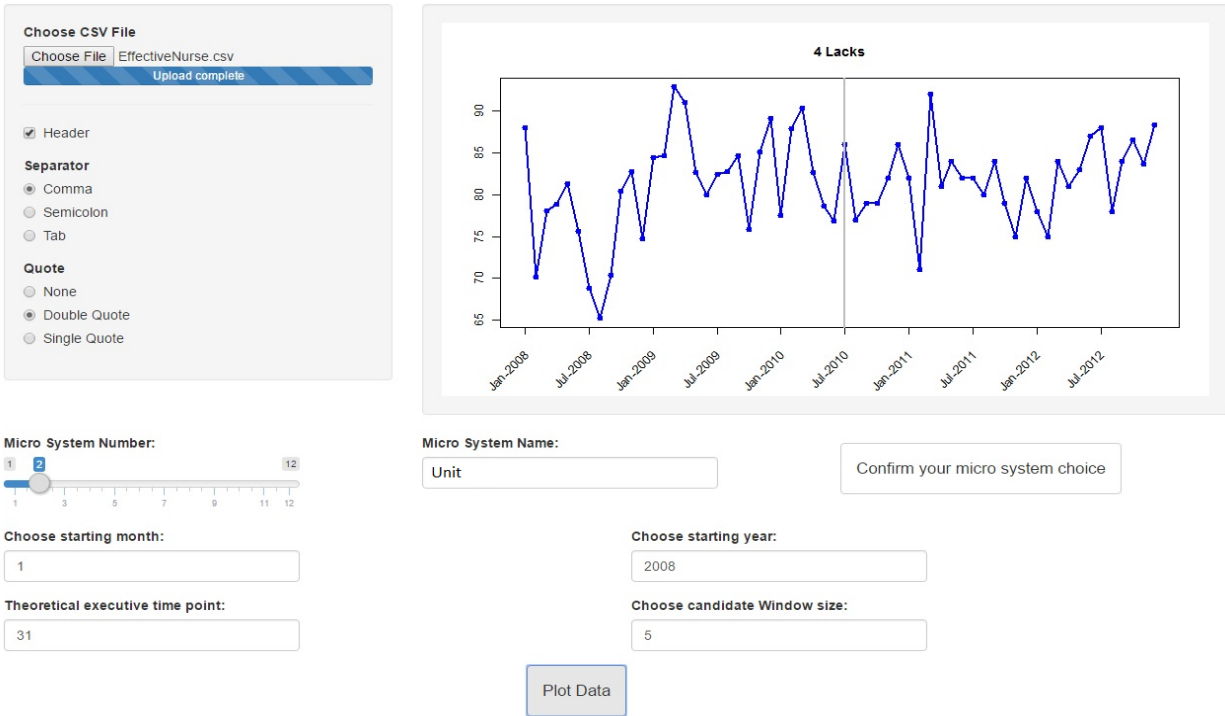 Choose CSV File
Choose File EffectiveNurse.csv
Upload complete
Header
Separator
Comma
Semicolon
Tab
Quote
None
Double Quote
Single Quote
4 Lacks
90
85
80
75
70
65
Jan-2008 Jul-2008 Jan-2009 Jul-2009 Jan-2010 Jul-2010 Jan-2011 Jul-2011 Jan-2012 Jul-2012
Micro System Number:
1 2 12
1 3 5 7 9 11 12
Micro System Name:
Unit
Confirm your micro system choice
Choose starting month:
1
Choose starting year:
2008
Theoretical executive time point:
31
Choose candidate Window size:
5
Plot Data